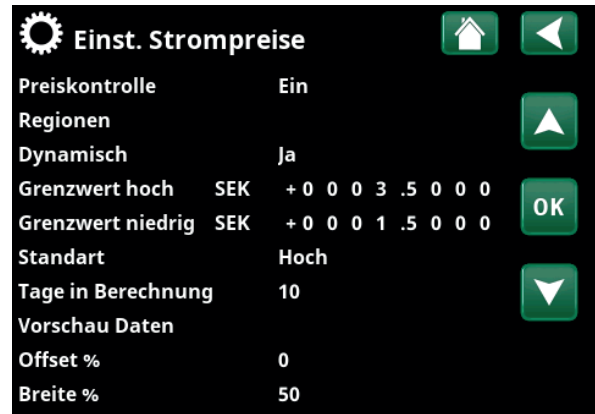 Einst. Strompreise
Preiskontrolle Ein
Regionen
Dynamisch Ja
Grenzwert hoch SEK + 0 0 0 3 . 5 0 0 0
OK
Grenzwert niedrig SEK + 0 0 0 1 . 5 0 0 0
Standart Hoch
Tage in Berechnung 10
Vorschau Daten
Offset % 0
Breite % 50